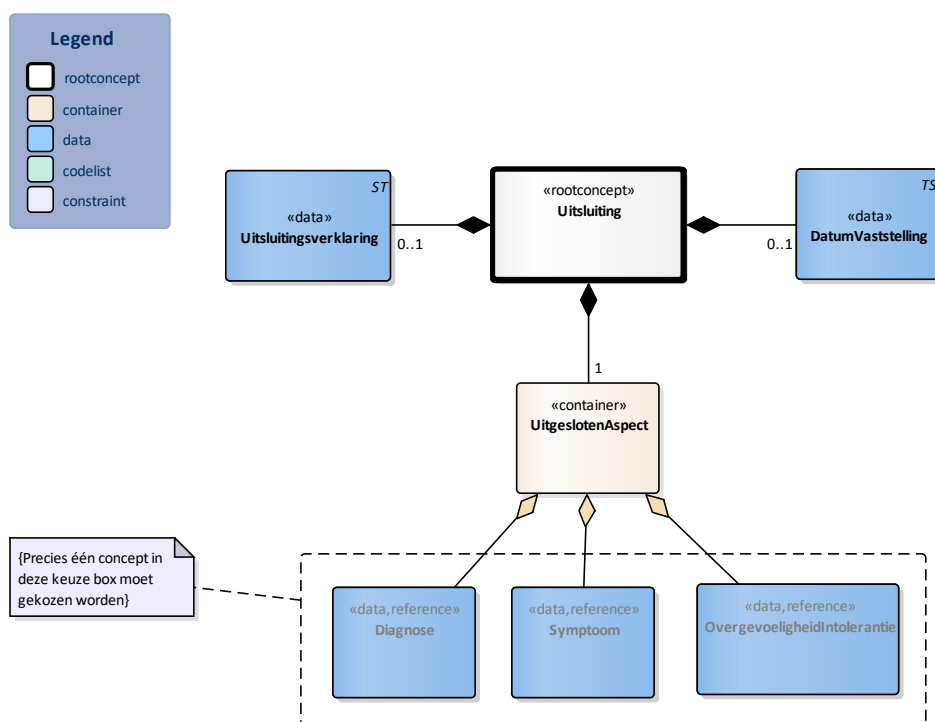 Legend
rootconcept
container
data
codelist
constraint
ST
«data»
Uitsluitingsverklaring
0..1
«rootconcept»
Uitsluiting
TS
«data»
DatumVaststelling
0..1
1
«container»
UitgeslotenAspect
{Precies één concept in
deze keuze box moet
gekozen worden}
«data,reference»
Diagnose
«data,reference»
Symptoom
«data,reference»
OvergevoeligheidIntolerantie